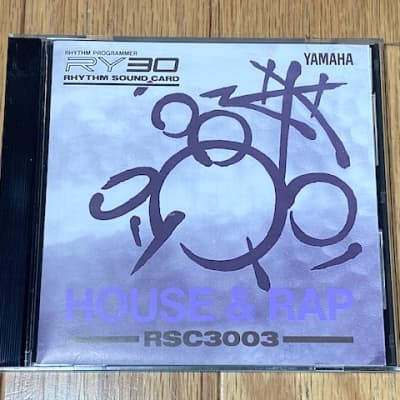 RHYTHM PROGRAMMER
RY30
RHYTHM SOUND CARD
YAMAHA
HOUSE & RAP
RSC3003